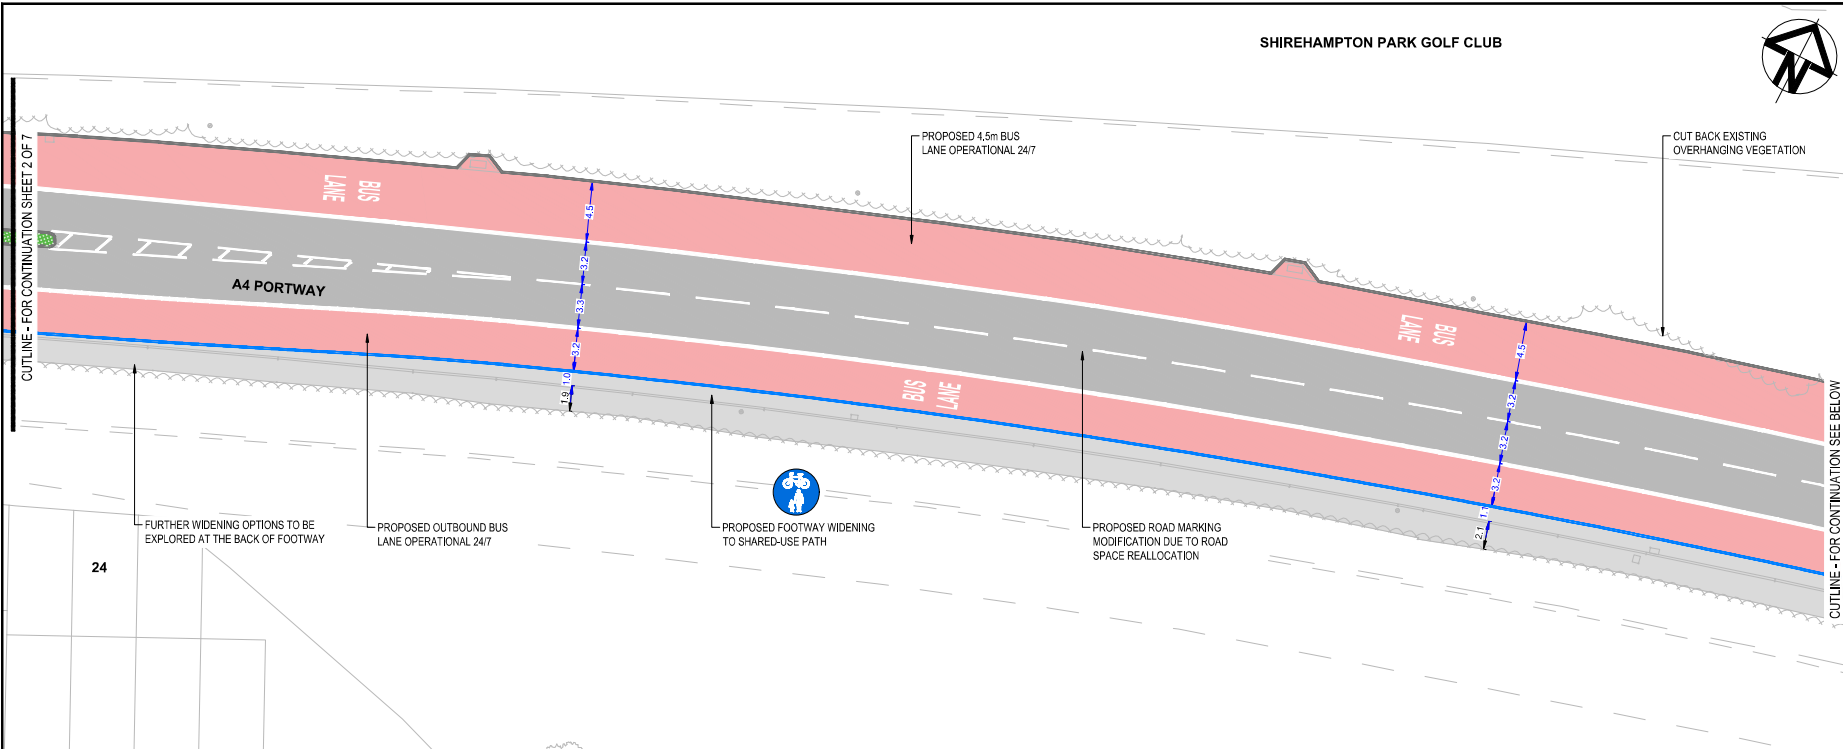 SHIREHAMPTON PARK GOLF CLUB
N
CUTLINE - FOR CONTINUATION SHEET 2 OF 7
PROPOSED 4.5m BUS
LANE OPERATIONAL 24/7
CUT BACK EXISTING
OVERHANGING VEGETATION
BUS
LANE
4.5
3.2
3.3
3.2
1.0
1.9
A4 PORTWAY
BUS
LANE
BUS
LANE
4.5
3.2
3.2
3.2
1.1
2.1
FURTHER WIDENING OPTIONS TO BE
EXPLORED AT THE BACK OF FOOTWAY
PROPOSED OUTBOUND BUS
LANE OPERATIONAL 24/7
PROPOSED FOOTWAY WIDENING
TO SHARED-USE PATH
PROPOSED ROAD MARKING
MODIFICATION DUE TO ROAD
SPACE REALLOCATION
CUTLINE - FOR CONTINUATION SEE BELOW
24